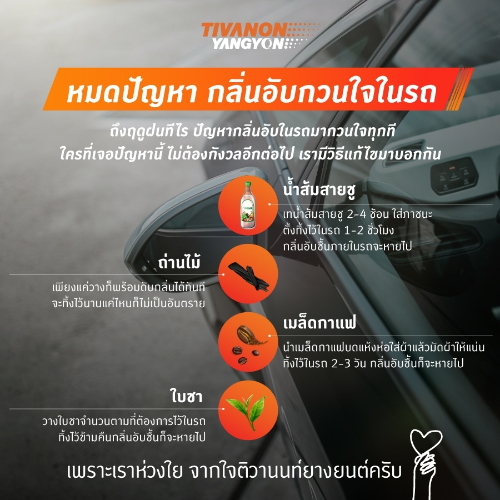 TIVANON
YANGYON
หมดปัญหา กลิ่นอับกวนใจในรถ
ถึงฤดูฝนทีไร ปัญหากลิ่นอับในรถมากวนใจทุกที
ใครที่เจอปัญหานี้ ไม่ต้องกังวลอีกต่อไป เรามีวิธีแก้ไขมาบอกกัน
น้ำส้มสายชู
เทน้ำส้มสายชู 2-4 ช้อน ใส่ภาชนะ
ตั้งทิ้งไว้ในรถ 1-2 ชั่วโมง
กลิ่นอับชื้นภายในรถจะหายไป
ถ่านไม้
เพียงแค่วางก็พร้อมดับกลิ่นได้ทันที
จะทิ้งไว้นานแค่ไหนก็ไม่เป็นอันตราย
เมล็ดกาแฟ
นำเมล็ดกาแฟบดแห้งห่อใส่ผ้าแล้วมัดผ้าให้แน่น
ทิ้งไว้ในรถ 2-3 วัน กลิ่นอับชื้นก็จะหายไป
ใบชา
วางใบชาจำนวนตามที่ต้องการไว้ในรถ
ทิ้งไว้ข้ามคืนกลิ่นอับชื้นก็จะหายไป
เพราะเราห่วงใย จากใจติวานนท์ยางยนต์ครับ